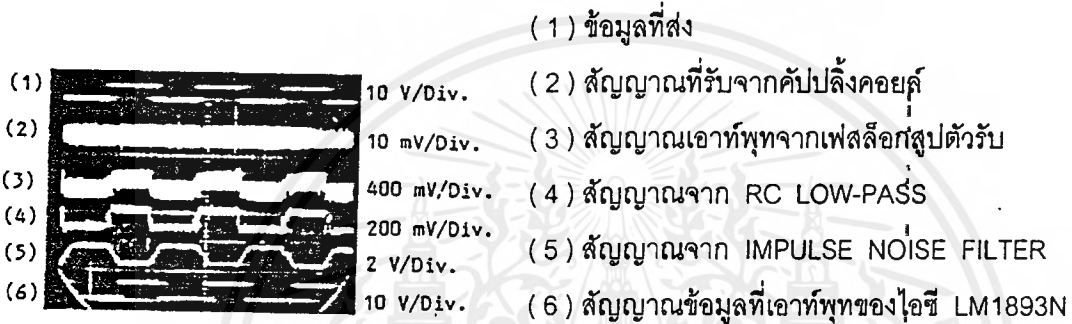 ( 1 ) ข้อมูลที่ส่ง
(1) 10 V/Div. ( 2 ) สัญญาณที่รับจากคัปปลิ้งคอยล์
(2) 10 mV/Div. ( 3 ) สัญญาณเอาท์พุทจากเฟสล็อกลูปตัวรับ
(3) 400 mV/Div. ( 4 ) สัญญาณจาก RC LOW-PASS
(4) 200 mV/Div.
(5) 2 V/Div. ( 5 ) สัญญาณจาก IMPULSE NOISE FILTER
(6) 10 V/Div. ( 6 ) สัญญาณข้อมูลที่เอาท์พุทของไอซี LM1893N